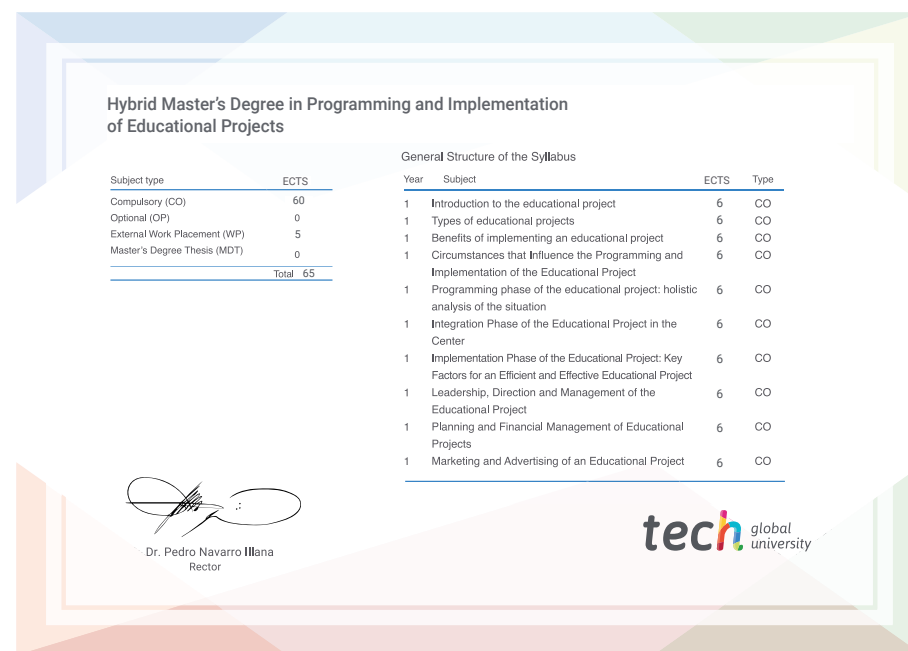 Hybrid Master's Degree in Programming and Implementation
of Educational Projects
Subject type ECTS
Compulsory (CO) 60
Optional (OP) 0
External Work Placement (WP) 5
Master's Degree Thesis (MDT) 0
Total 65
General Structure of the Syllabus
Year Subject ECTS Type
1 Introduction to the educational project 6 CO
1 Types of educational projects 6 CO
1 Benefits of implementing an educational project 6 CO
1 Circumstances that Influence the Programming and 6 CO
Implementation of the Educational Project
1 Programming phase of the educational project: holistic 6 CO
analysis of the situation
1 Integration Phase of the Educational Project in the 6 CO
Center
1 Implementation Phase of the Educational Project: Key 6 CO
Factors for an Efficient and Effective Educational Project
1 Leadership, Direction and Management of the 6 CO
Educational Project
1 Planning and Financial Management of Educational 6 CO
Projects
1 Marketing and Advertising of an Educational Project 6 CO
Dr. Pedro Navarro Illana
Rector
tech global
university